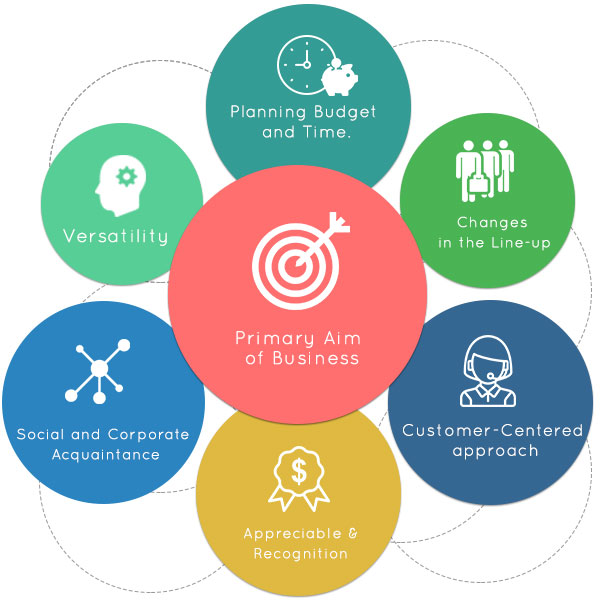 Planning Budget
and Time.
Versatility
Changes
in the Line-up
Primary Aim
of Business
Social and Corporate
Acquaintance
Customer-Centered
approach
$
Appreciable &
Recognition